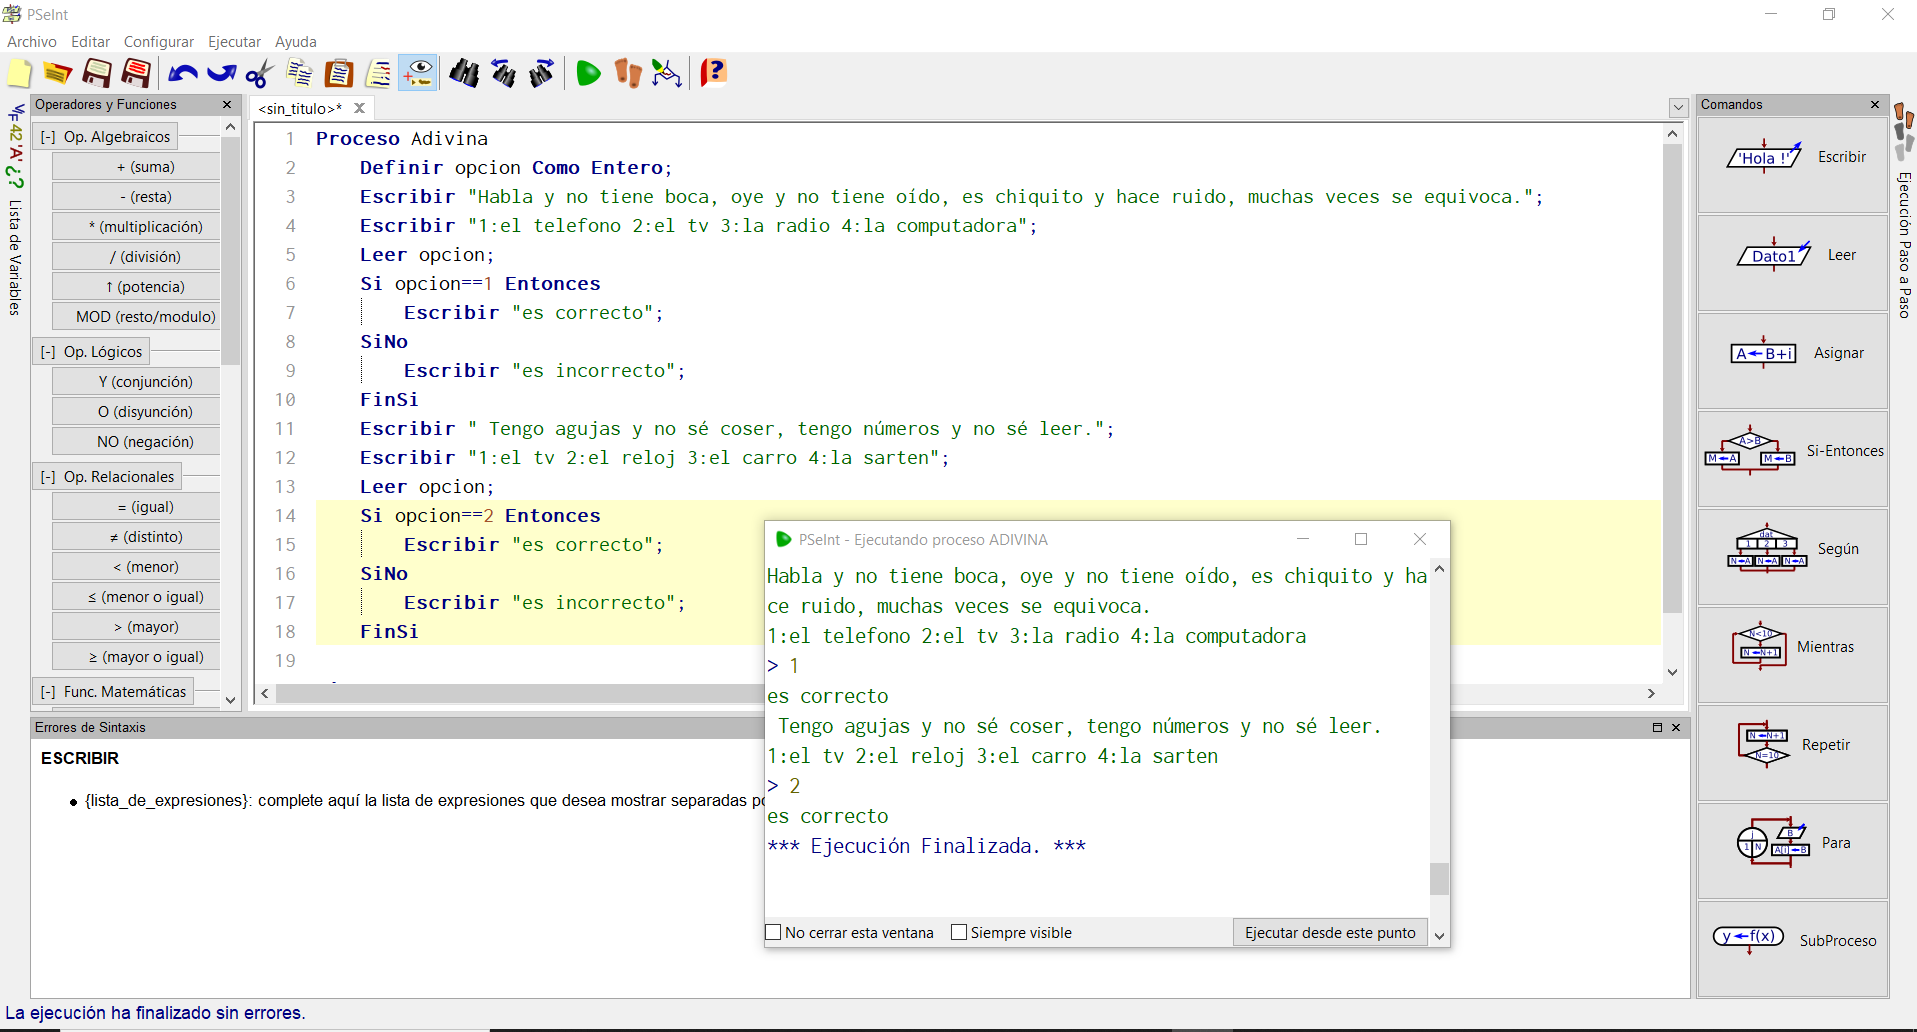 PSeInt
Archivo Editar Configurar Ejecutar Ayuda
Operadores y Funciones
[-] Op. Algebraicos
+ (suma)
- (resta)
* (multiplicación)
/ (división)
↑ (potencia)
MOD (resto/modulo)
[-] Op. Lógicos
Y (conjunción)
O (disyunción)
NO (negación)
[-] Op. Relacionales
= (igual)
≠ (distinto)
< (menor)
≤ (menor o igual)
> (mayor)
≥ (mayor o igual)
[-] Func. Matemáticas
Lista de Variables
<sin_titulo>*
1 Proceso Adivina
2 Definir opcion Como Entero;
3 Escribir "Habla y no tiene boca, oye y no tiene oído, es chiquito y hace ruido, muchas veces se equivoca.";
4 Escribir "1:el telefono 2:el tv 3:la radio 4:la computadora";
5 Leer opcion;
6 Si opcion==1 Entonces
7 Escribir "es correcto";
8 SiNo
9 Escribir "es incorrecto";
10 FinSi
11 Escribir " Tengo agujas y no sé coser, tengo números y no sé leer.";
12 Escribir "1:el tv 2:el reloj 3:el carro 4:la sarten";
13 Leer opcion;
14 Si opcion==2 Entonces
15 Escribir "es correcto";
16 SiNo
17 Escribir "es incorrecto";
18 FinSi
19
PSeInt - Ejecutando proceso ADIVINA
Habla y no tiene boca, oye y no tiene oído, es chiquito y ha
ce ruido, muchas veces se equivoca.
1:el telefono 2:el tv 3:la radio 4:la computadora
> 1
es correcto
Tengo agujas y no sé coser, tengo números y no sé leer.
1:el tv 2:el reloj 3:el carro 4:la sarten
> 2
es correcto
*** Ejecución Finalizada. ***
No cerrar esta ventana Siempre visible Ejecutar desde este punto
Errores de Sintaxis
ESCRIBIR
• {lista_de_expresiones}: complete aquí la lista de expresiones que desea mostrar separadas
Comandos
'Hola !' Escribir
Dato1 Leer
A←B+i Asignar
A>B M←A M←B Si-Entonces
dat 1 2 3 N←A N←A N←A Según
N<10 N←N+1 Mientras
N←N+1 N=10 Repetir
i 1 N B A[i]←B Para
y←f(x) SubProceso
Ejecución Paso a Paso
La ejecución ha finalizado sin errores.